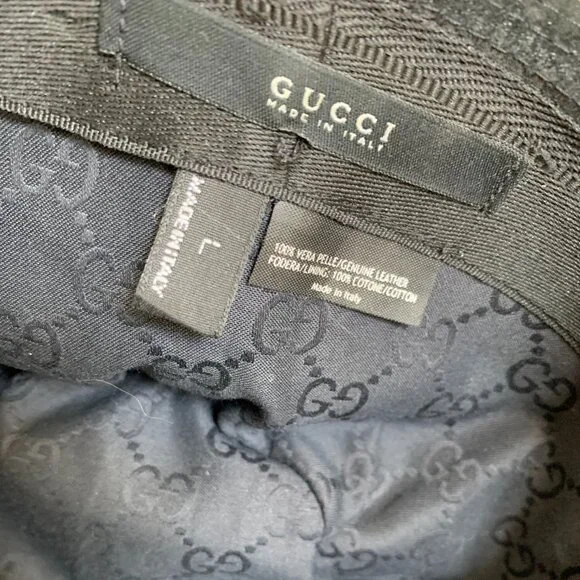 GUCCI
MADE IN ITALY
MADE IN ITALY
L
100% VERA PELLE/GENUINE LEATHER
FODERA/LINING: 100% COTONE/COTTON
Made In Italy